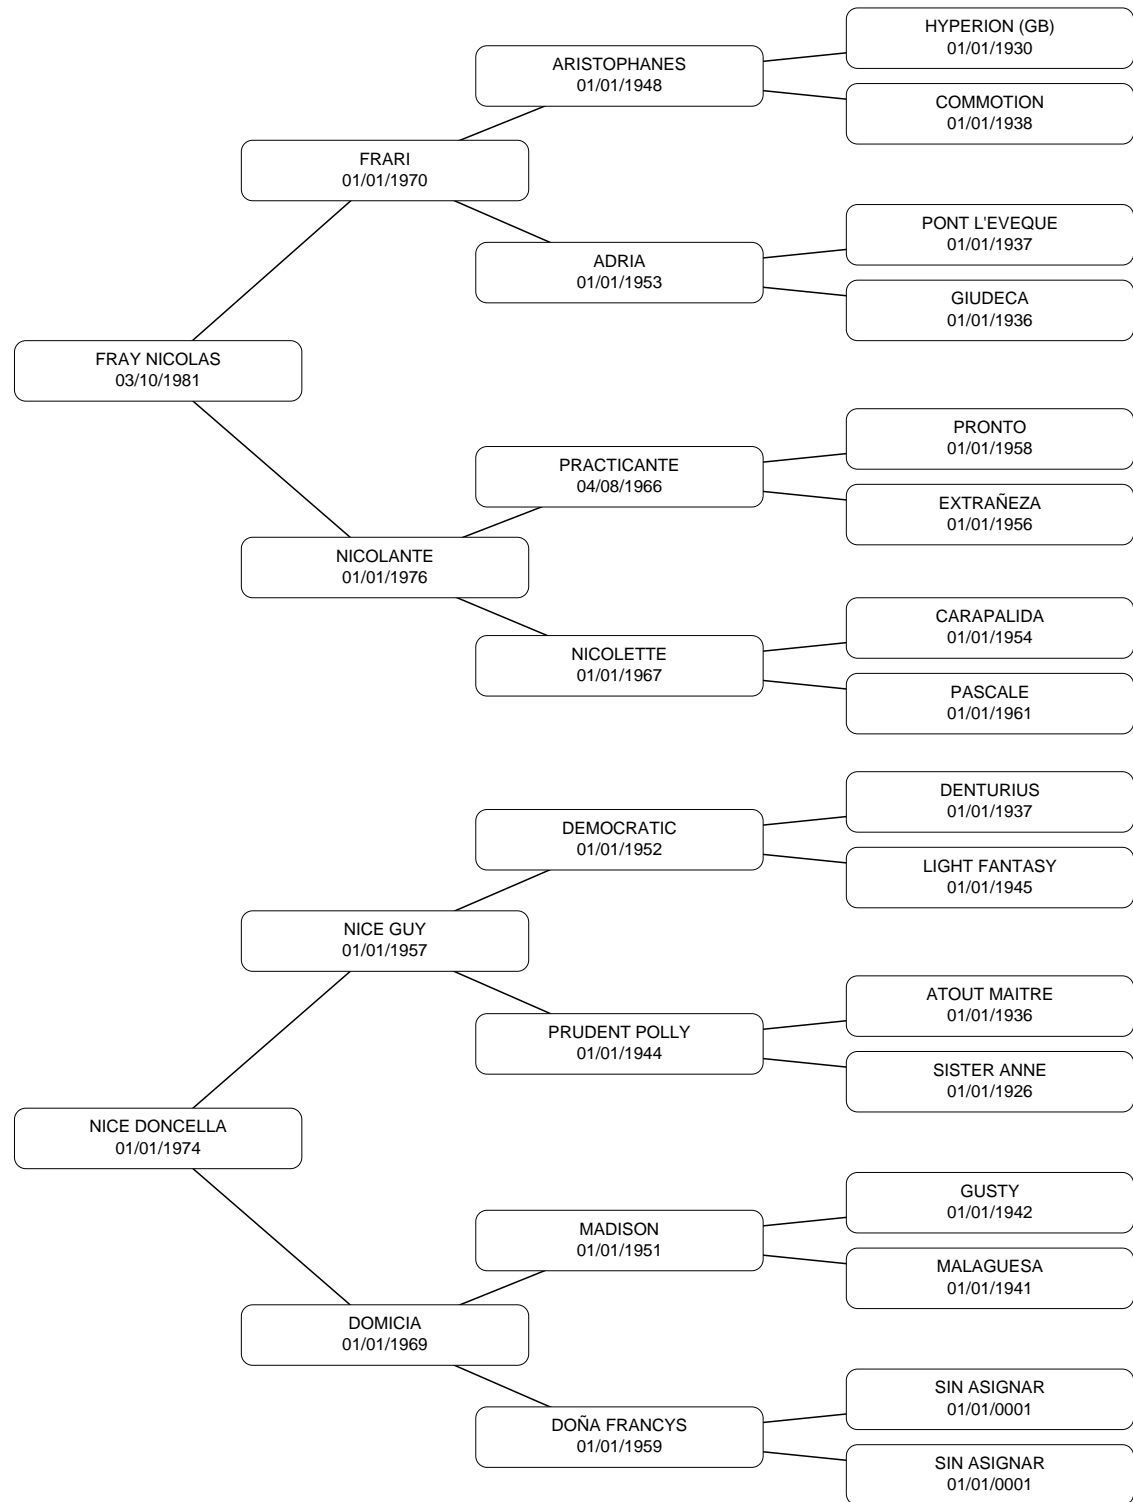 HYPERION (GB)
01/01/1930
ARISTOPHANES
01/01/1948
COMMOTION
01/01/1938
FRARI
01/01/1970
PONT L'EVEQUE
01/01/1937
ADRIA
01/01/1953
GIUDECA
01/01/1936
FRAY NICOLAS
03/10/1981
PRONTO
01/01/1958
PRACTICANTE
04/08/1966
EXTRAÑEZA
01/01/1956
NICOLANTE
01/01/1976
CARAPALIDA
01/01/1954
NICOLETTE
01/01/1967
PASCALE
01/01/1961
DENTURIUS
01/01/1937
DEMOCRATIC
01/01/1952
LIGHT FANTASY
01/01/1945
NICE GUY
01/01/1957
ATOUT MAITRE
01/01/1936
PRUDENT POLLY
01/01/1944
SISTER ANNE
01/01/1926
NICE DONCELLA
01/01/1974
GUSTY
01/01/1942
MADISON
01/01/1951
MALAGUESA
01/01/1941
DOMICIA
01/01/1969
SIN ASIGNAR
01/01/0001
DOÑA FRANCYS
01/01/1959
SIN ASIGNAR
01/01/0001